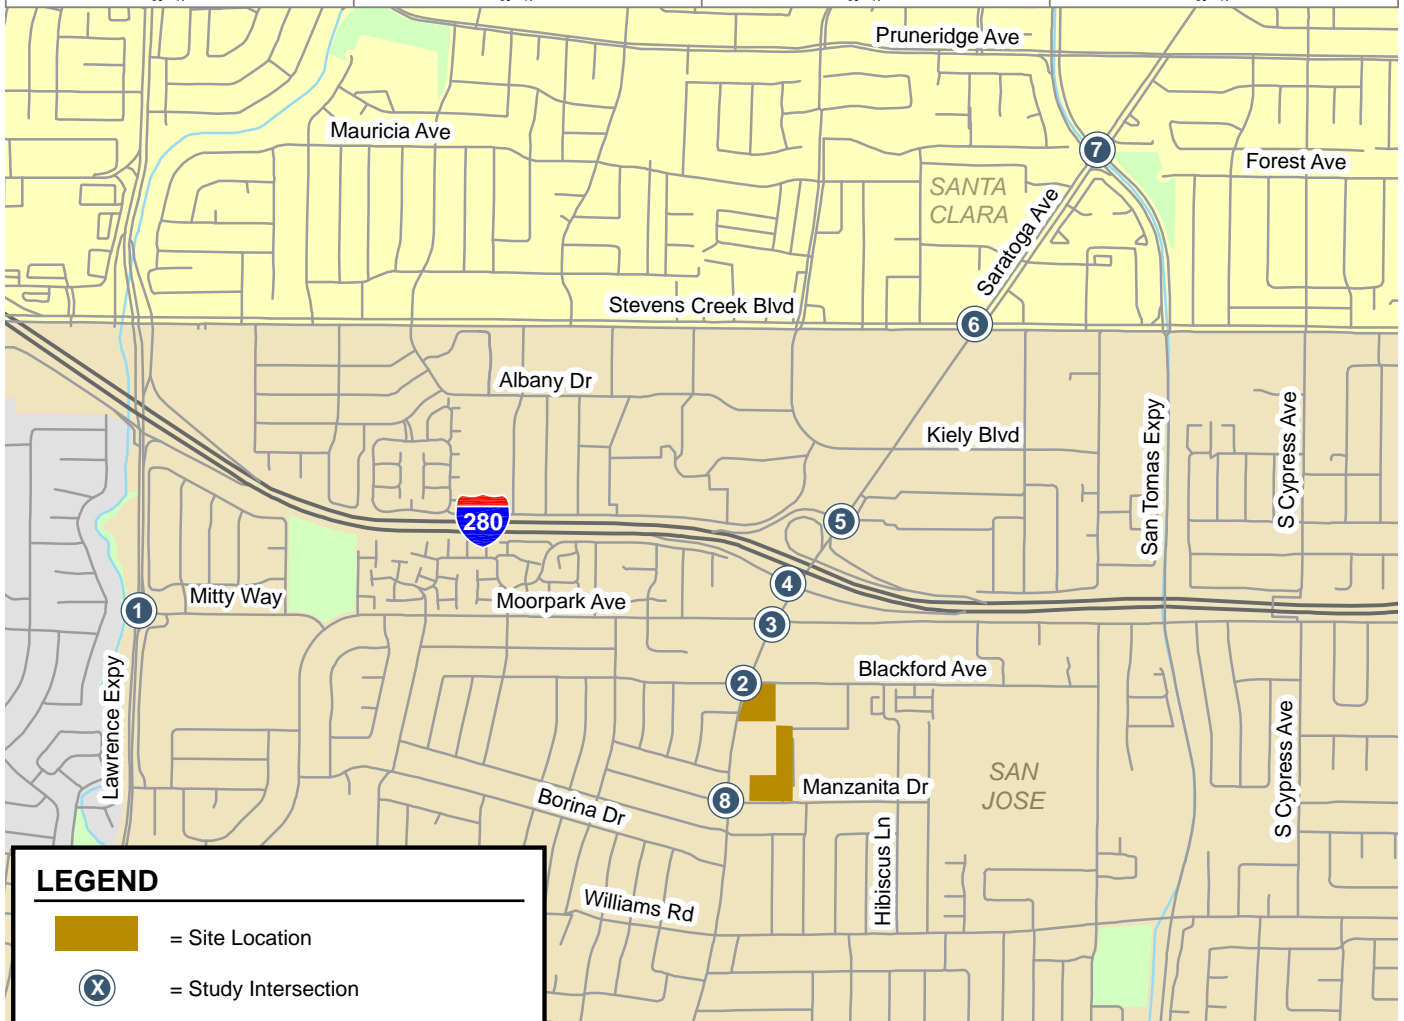 Pruneridge Ave
Mauricia Ave
7
Forest Ave
SANTA
CLARA
Saratoga Ave
Stevens Creek Blvd
6
Albany Dr
Kiely Blvd
San Tomas Expy
S Cypress Ave
280
5
4
Mitty Way
Moorpark Ave
1
3
Blackford Ave
2
Lawrence Expy
SAN
JOSE
S Cypress Ave
Manzanita Dr
8
Borina Dr
Hibiscus Ln
Williams Rd
LEGEND
= Site Location
X
= Study Intersection